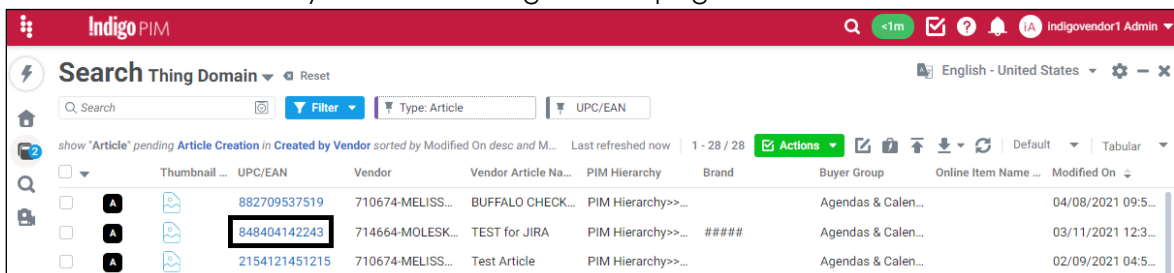 Indigo PIM <1m iA indigovendor1 Admin
Search Thing Domain Reset English - United States
Search Filter Type: Article UPC/EAN
show "Article" pending Article Creation in Created by Vendor sorted by Modified On desc and M... Last refreshed now 1 - 28 / 28 Actions Default Tabular
2
Thumbnail ... UPC/EAN Vendor Vendor Article Na... PIM Hierarchy Brand Buyer Group Online Item Name ... Modified On
A 882709537519 710674-MELISS... BUFFALO CHECK... PIM Hierarchy>>... Agendas & Calen... 04/08/2021 09:5...
A 848404142243 714664-MOLESK... TEST for JIRA PIM Hierarchy>>... ##### Agendas & Calen... 03/11/2021 12:3...
A 2154121451215 710674-MELISS... Test Article PIM Hierarchy>>... Agendas & Calen... 02/09/2021 04:5...